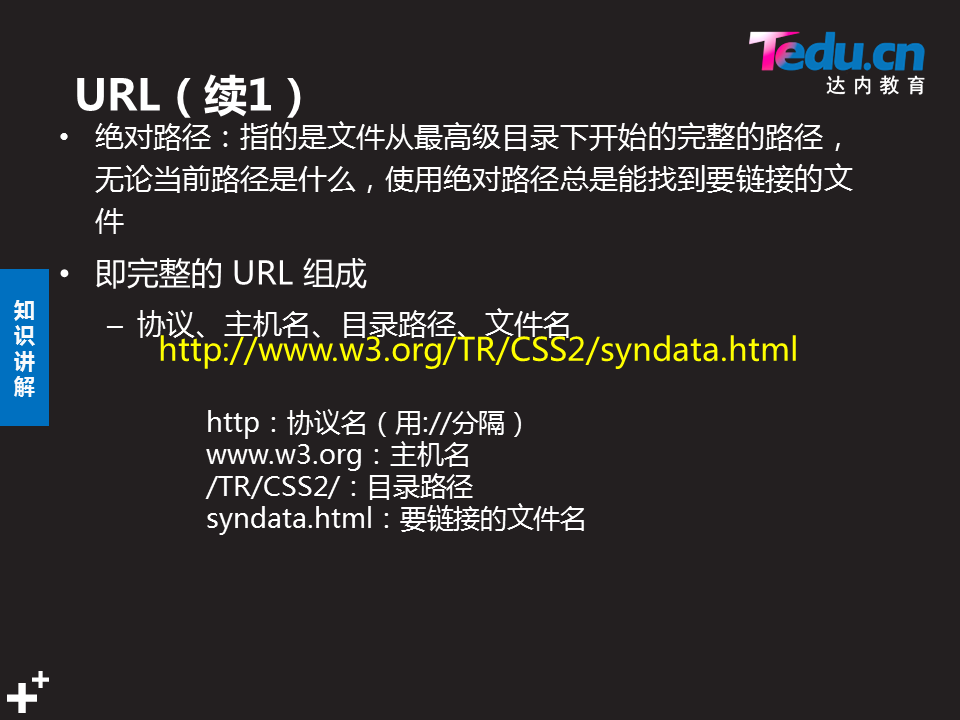 Tedu.cn
达内教育
URL（续1）
• 绝对路径：指的是文件从最高级目录下开始的完整的路径，
无论当前路径是什么，使用绝对路径总是能找到要链接的文
件
• 即完整的 URL 组成
– 协议、主机名、目录路径、文件名
http://www.w3.org/TR/CSS2/syndata.html
http：协议名（用://分隔）
www.w3.org：主机名
/TR/CSS2/：目录路径
syndata.html：要链接的文件名
知
识
讲
解